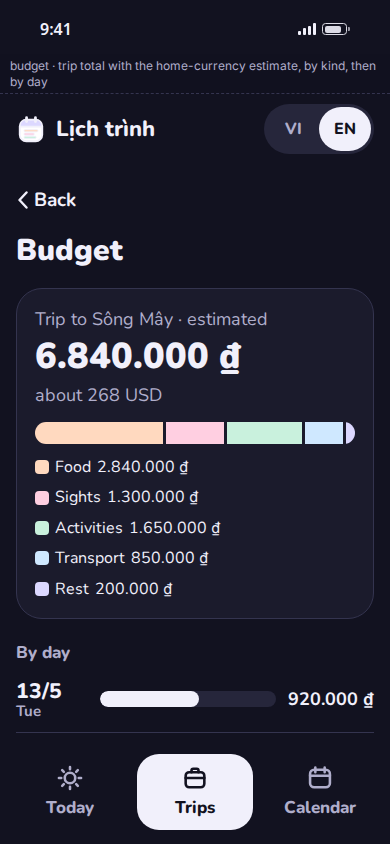 9:41
budget · trip total with the home-currency estimate, by kind, then
by day
Lịch trình
VI
EN
Back
Budget
Trip to Sông Mây · estimated
6.840.000 ₫
about 268 USD
Food 2.840.000 ₫
Sights 1.300.000 ₫
Activities 1.650.000 ₫
Transport 850.000 ₫
Rest 200.000 ₫
By day
13/5
Tue
920.000 ₫
Today
Trips
Calendar